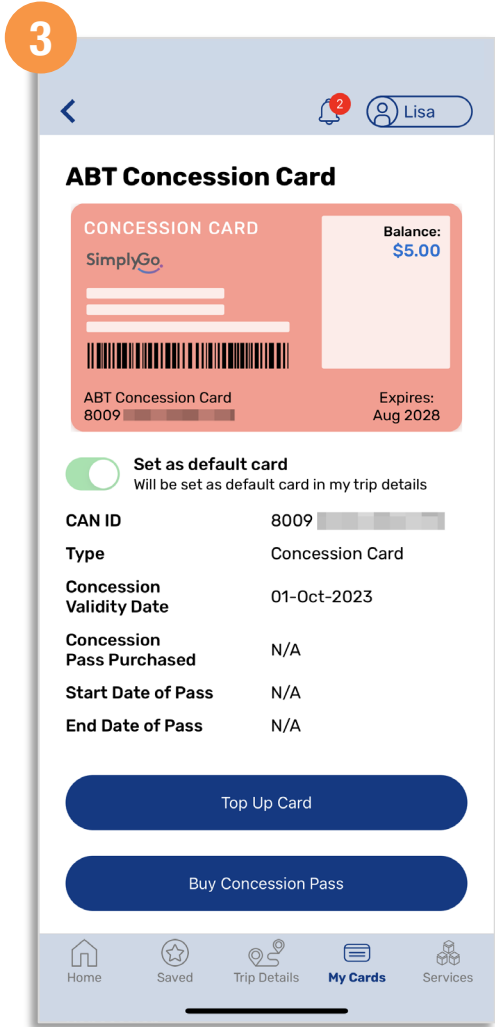 3
2
Lisa
ABT Concession Card
CONCESSION CARD
Balance:
$5.00
SimplyGo.
ABT Concession Card
8009
Expires:
Aug 2028
Set as default card
Will be set as default card in my trip details
CAN ID 8009
Type Concession Card
Concession
Validity Date 01-Oct-2023
Concession
Pass Purchased N/A
Start Date of Pass N/A
End Date of Pass N/A
Top Up Card
Buy Concession Pass
Home Saved Trip Details My Cards Services